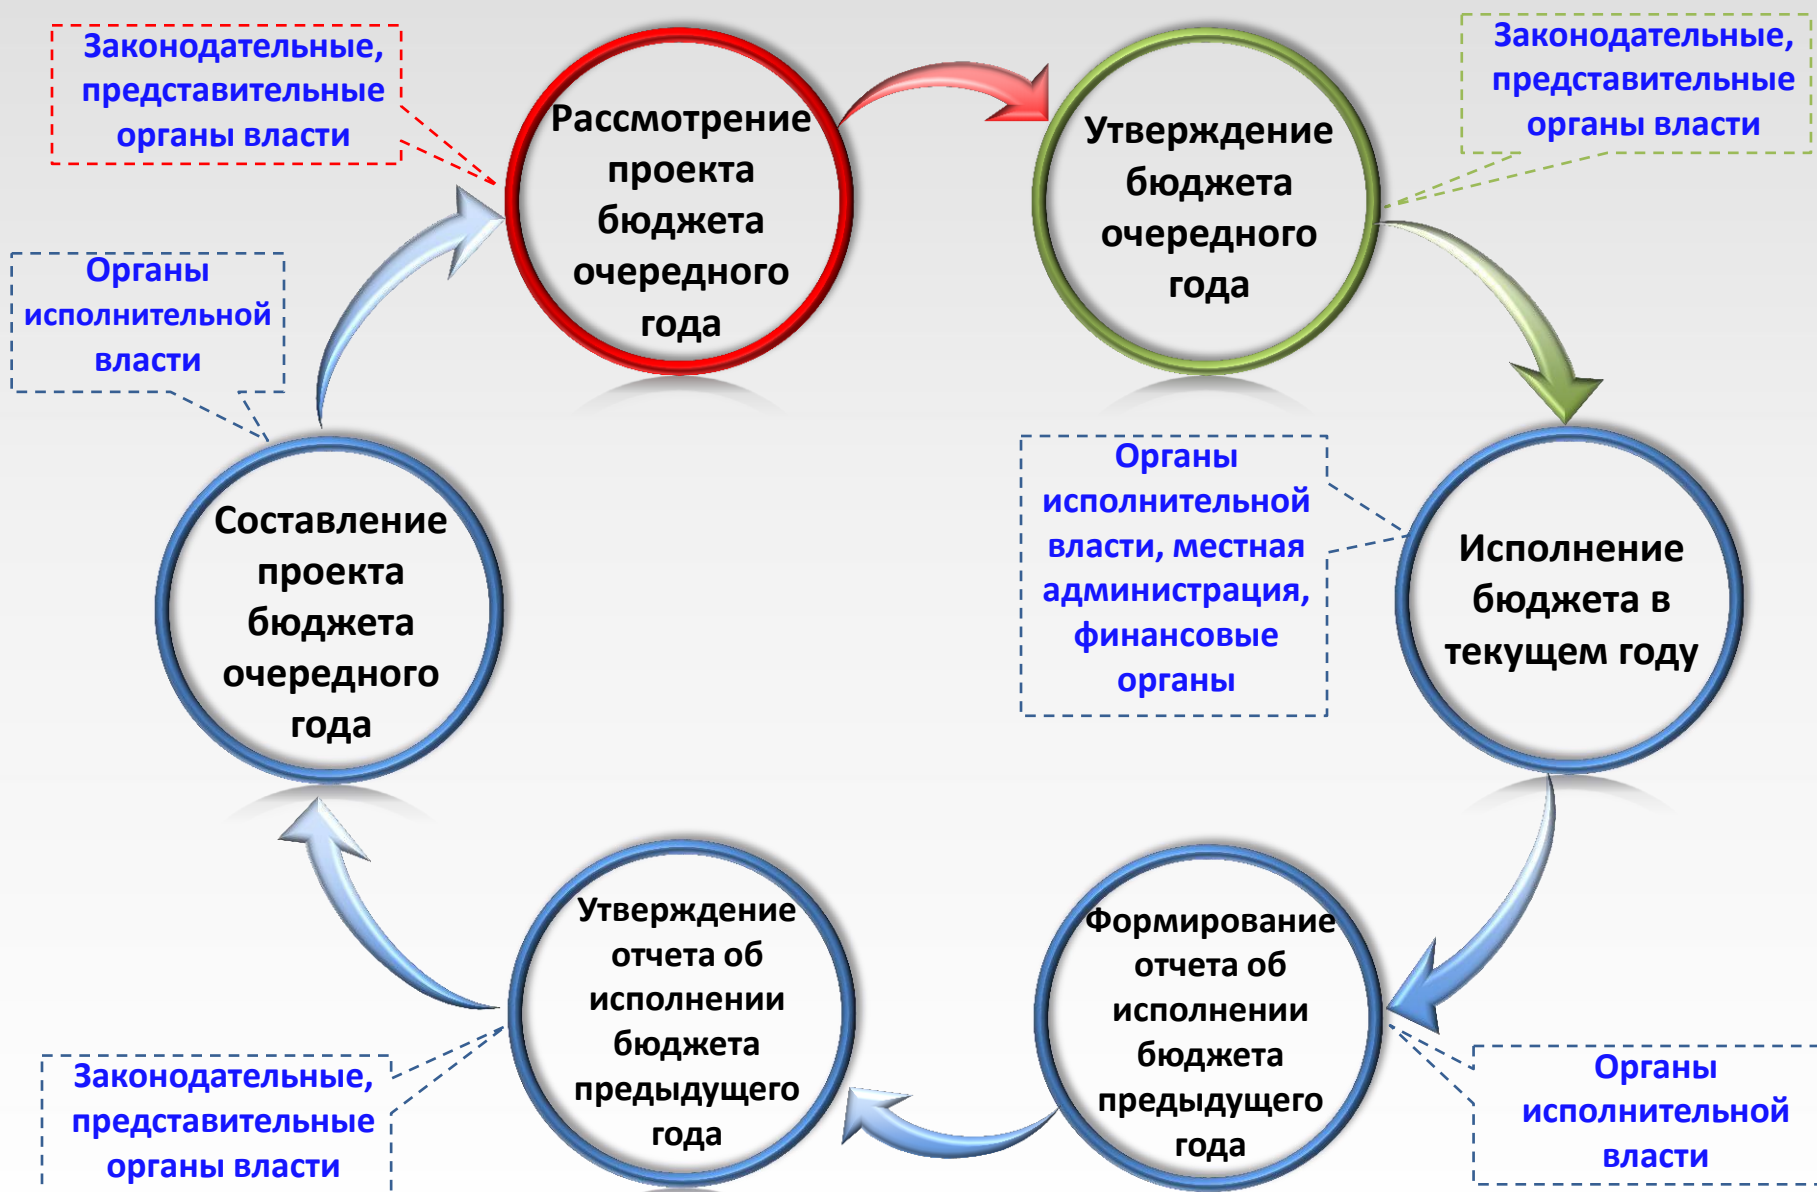 Законодательные,
представительные
органы власти
Рассмотрение
проекта
бюджета
очередного
года
Утверждение
бюджета
очередного
года
Законодательные,
представительные
органы власти
Органы
исполнительной
власти
Составление
проекта
бюджета
очередного
года
Органы
исполнительной
власти, местная
администрация,
финансовые
органы
Исполнение
бюджета в
текущем году
Законодательные,
представительные
органы власти
Утверждение
отчета об
исполнении
бюджета
предыдущего
года
Формирование
отчета об
исполнении
бюджета
предыдущего
года
Органы
исполнительной
власти